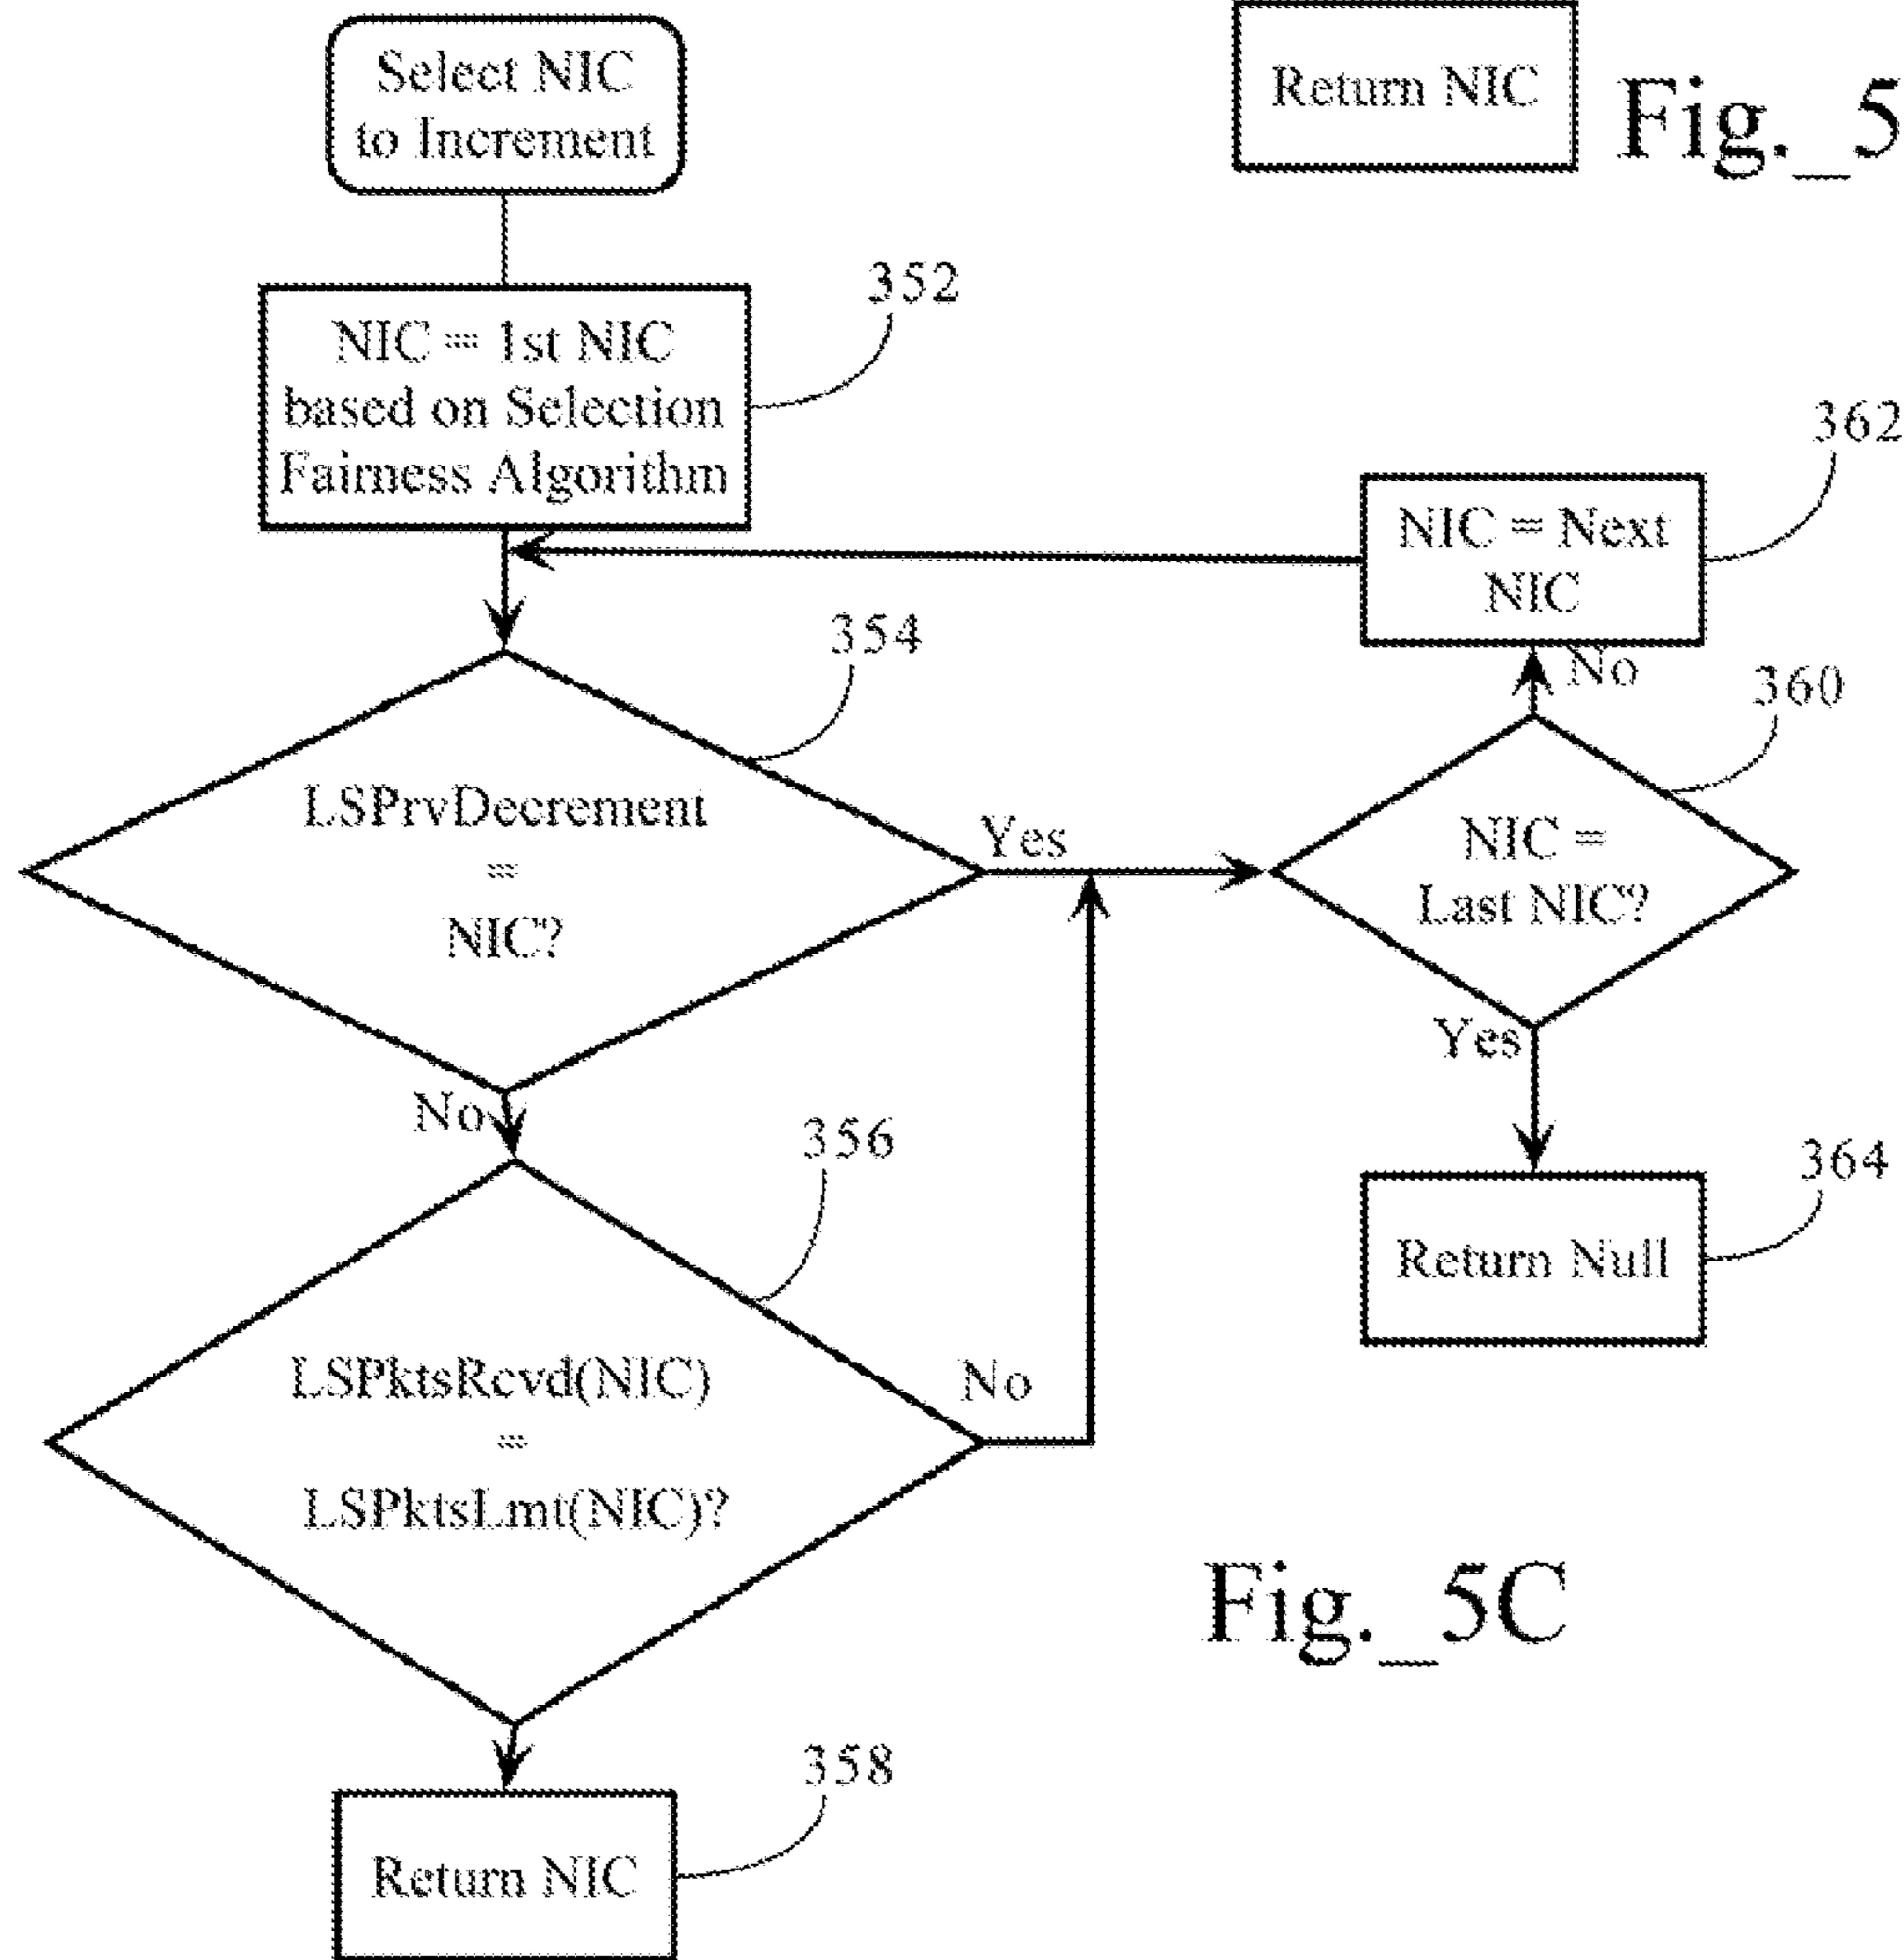 Select NIC
to Increment
Return NIC
Fig._5
352
NIC = 1st NIC
based on Selection
Fairness Algorithm
362
NIC = Next
NIC
354
No
360
LSPrvDecrement
=
NIC?
Yes
NIC =
Last NIC?
Yes
No
356
364
Return Null
LSPktsRcvd(NIC)
=
LSPktsLmt(NIC)?
No
Fig._5C
358
Return NIC